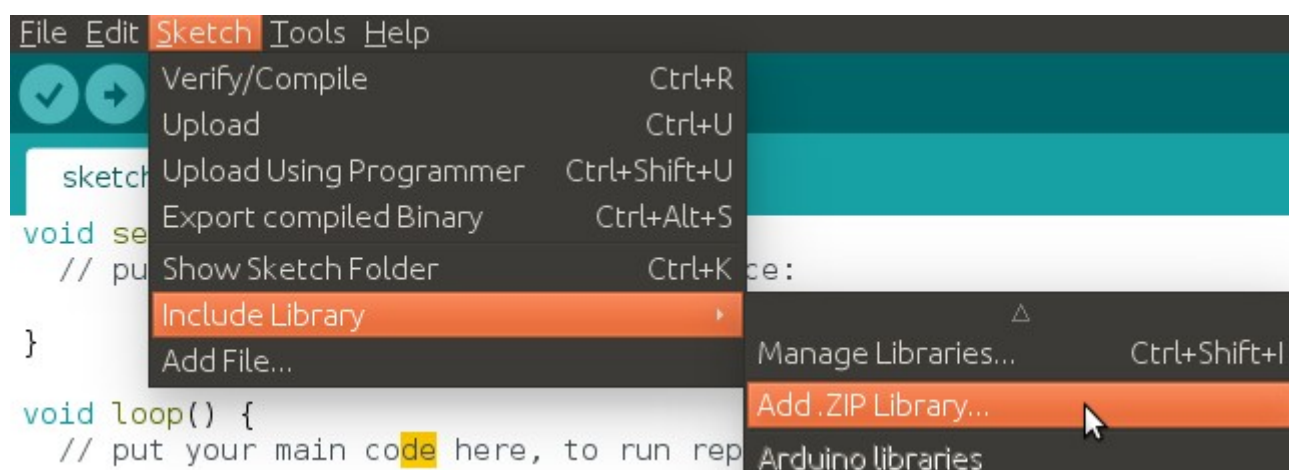 File Edit Sketch Tools Help
Verify/Compile Ctrl+R
Upload Ctrl+U
sketch Upload Using Programmer Ctrl+Shift+U
Export compiled Binary Ctrl+Alt+S
void se
// pu Show Sketch Folder Ctrl+K ce:
Include Library
}
Add File...
Manage Libraries... Ctrl+Shift+I
Add .ZIP Library...
void loop() {
// put your main code here, to run rep
Arduino libraries